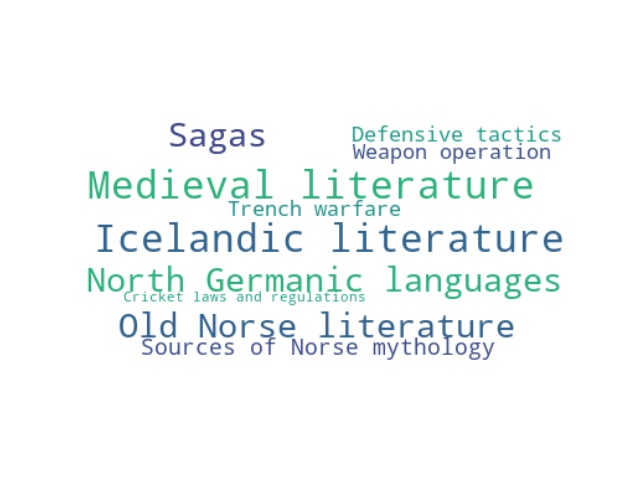 Sagas
Defensive tactics
Weapon operation
Medieval literature
Trench warfare
Icelandic literature
North Germanic languages
Cricket laws and regulations
Old Norse literature
Sources of Norse mythology